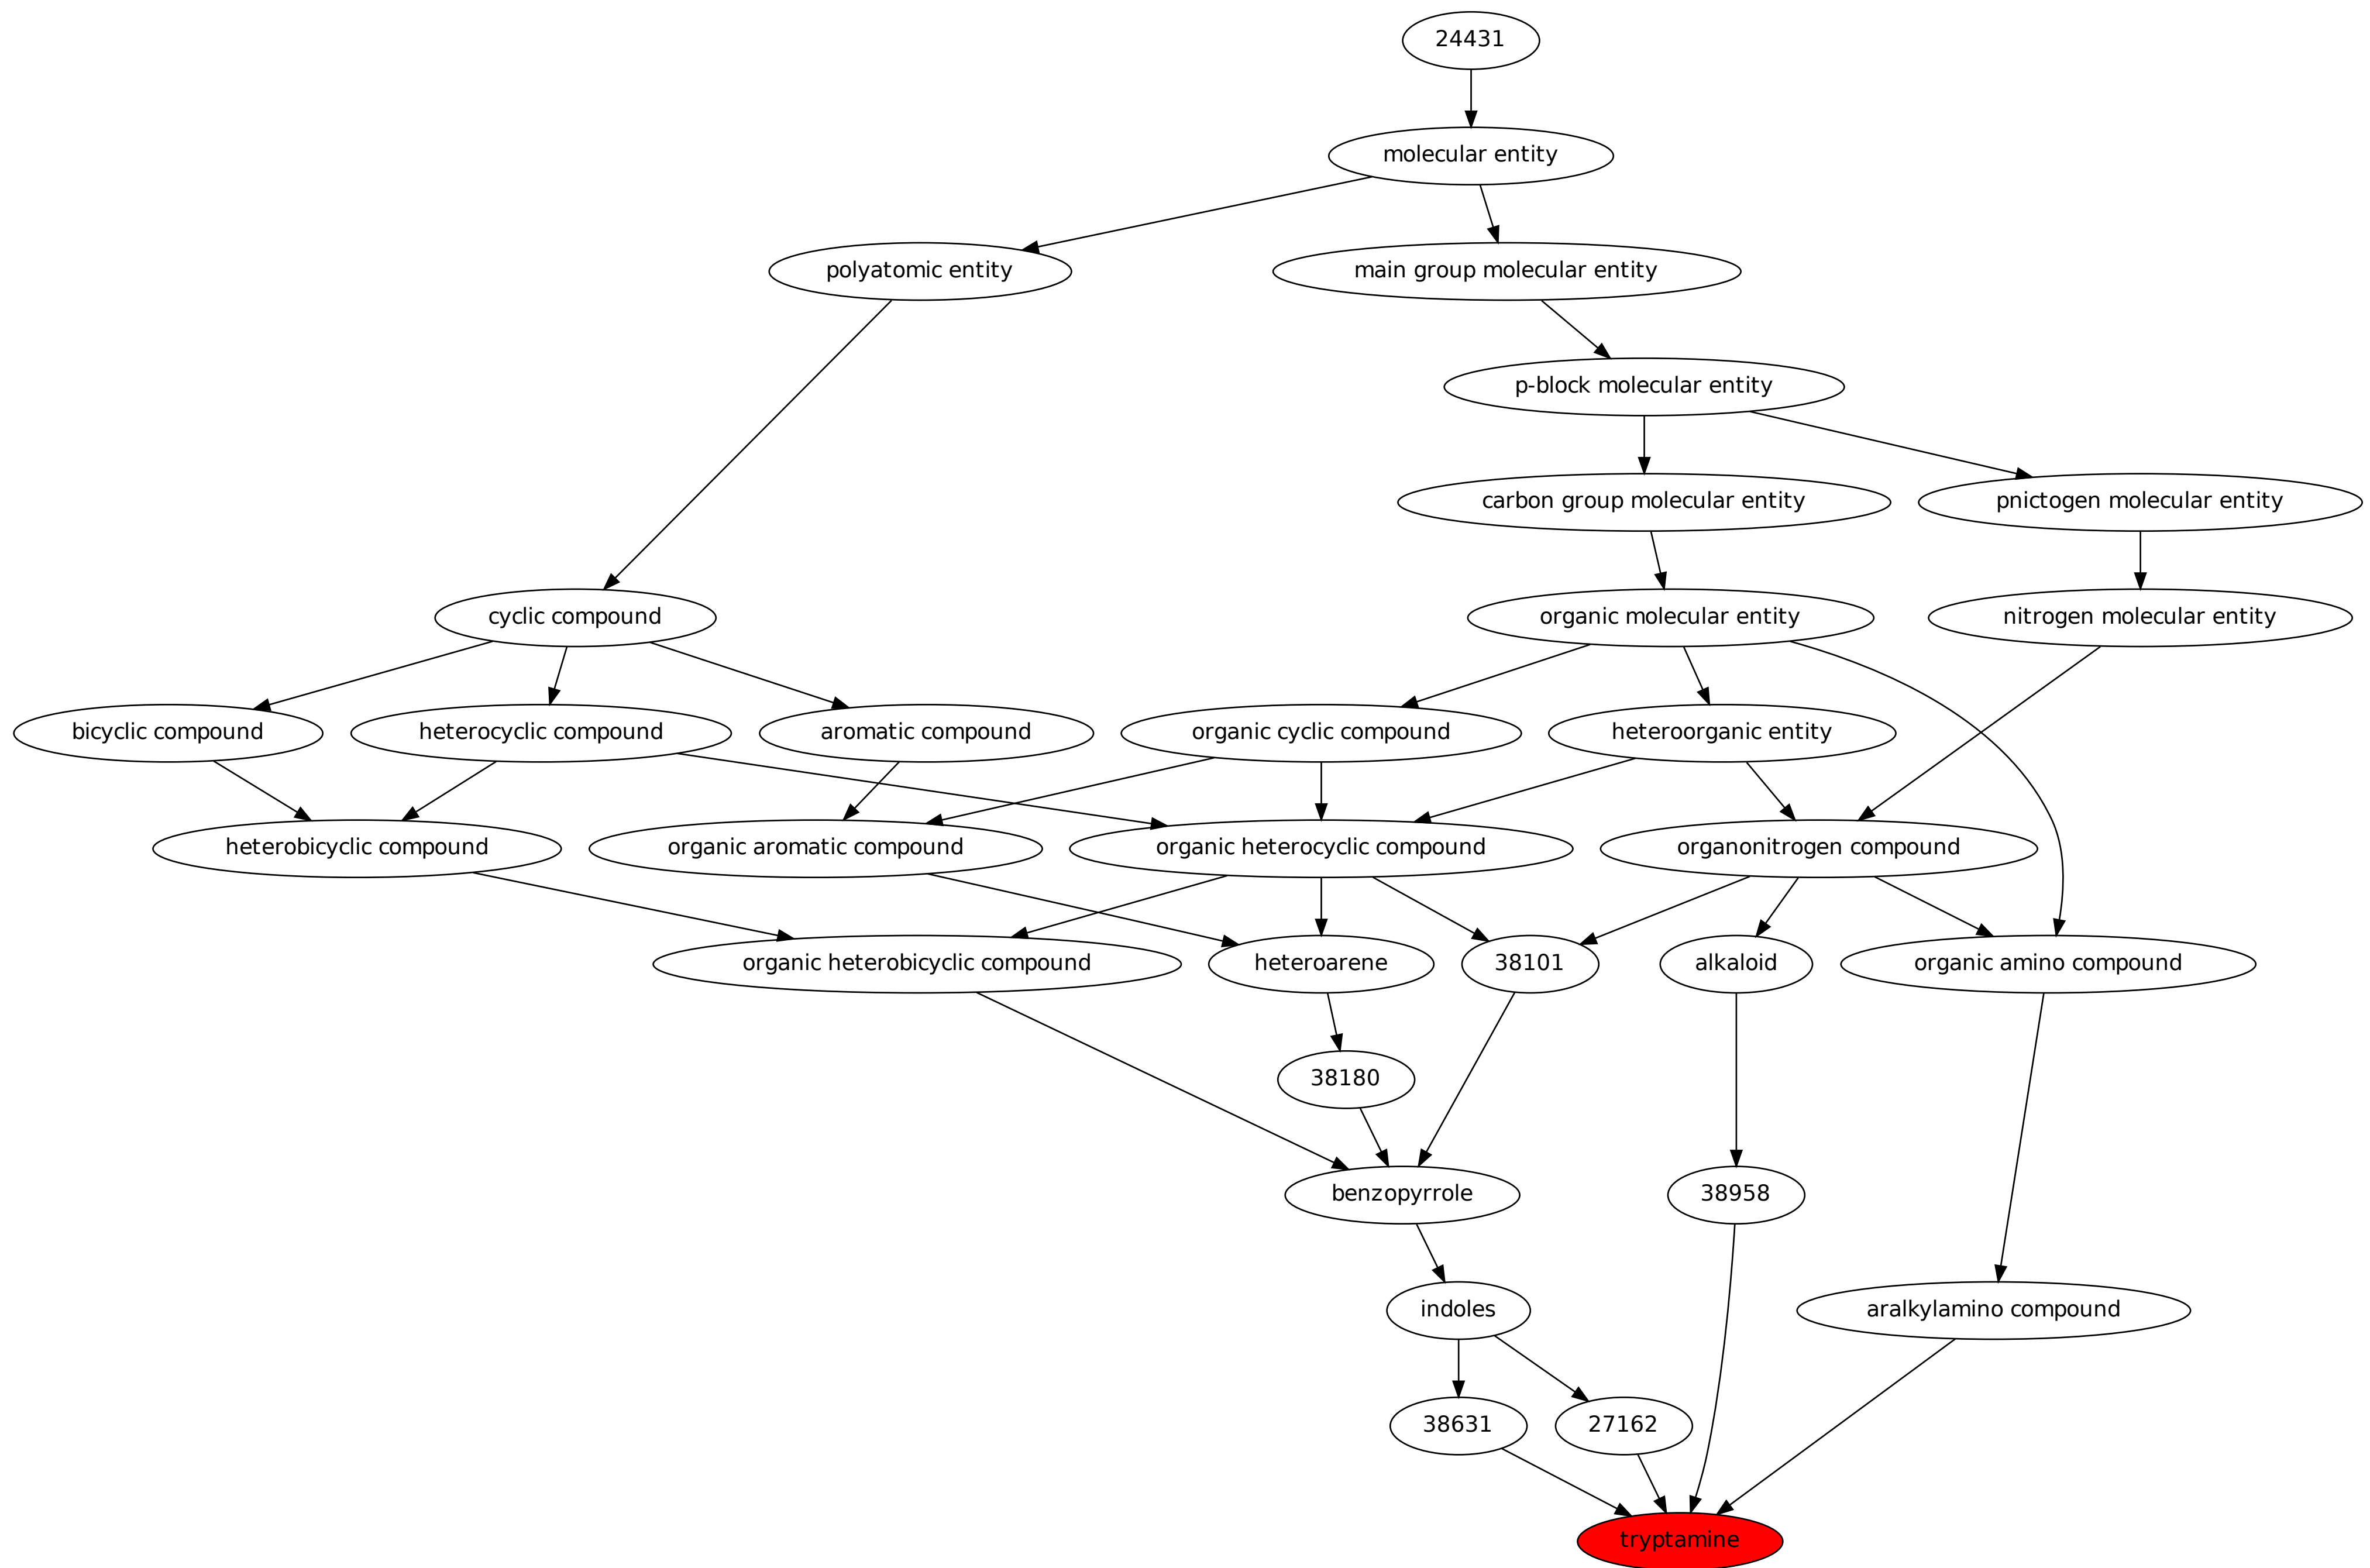 24431
molecular entity
polyatomic entity
main group molecular entity
p-block molecular entity
carbon group molecular entity
pnictogen molecular entity
cyclic compound
organic molecular entity
nitrogen molecular entity
bicyclic compound
heterocyclic compound
aromatic compound
organic cyclic compound
heteroorganic entity
heterobicyclic compound
organic aromatic compound
organic heterocyclic compound
organonitrogen compound
organic heterobicyclic compound
heteroarene
38101
alkaloid
organic amino compound
38180
benzopyrrole
38958
indoles
aralkylamino compound
38631
27162
tryptamine